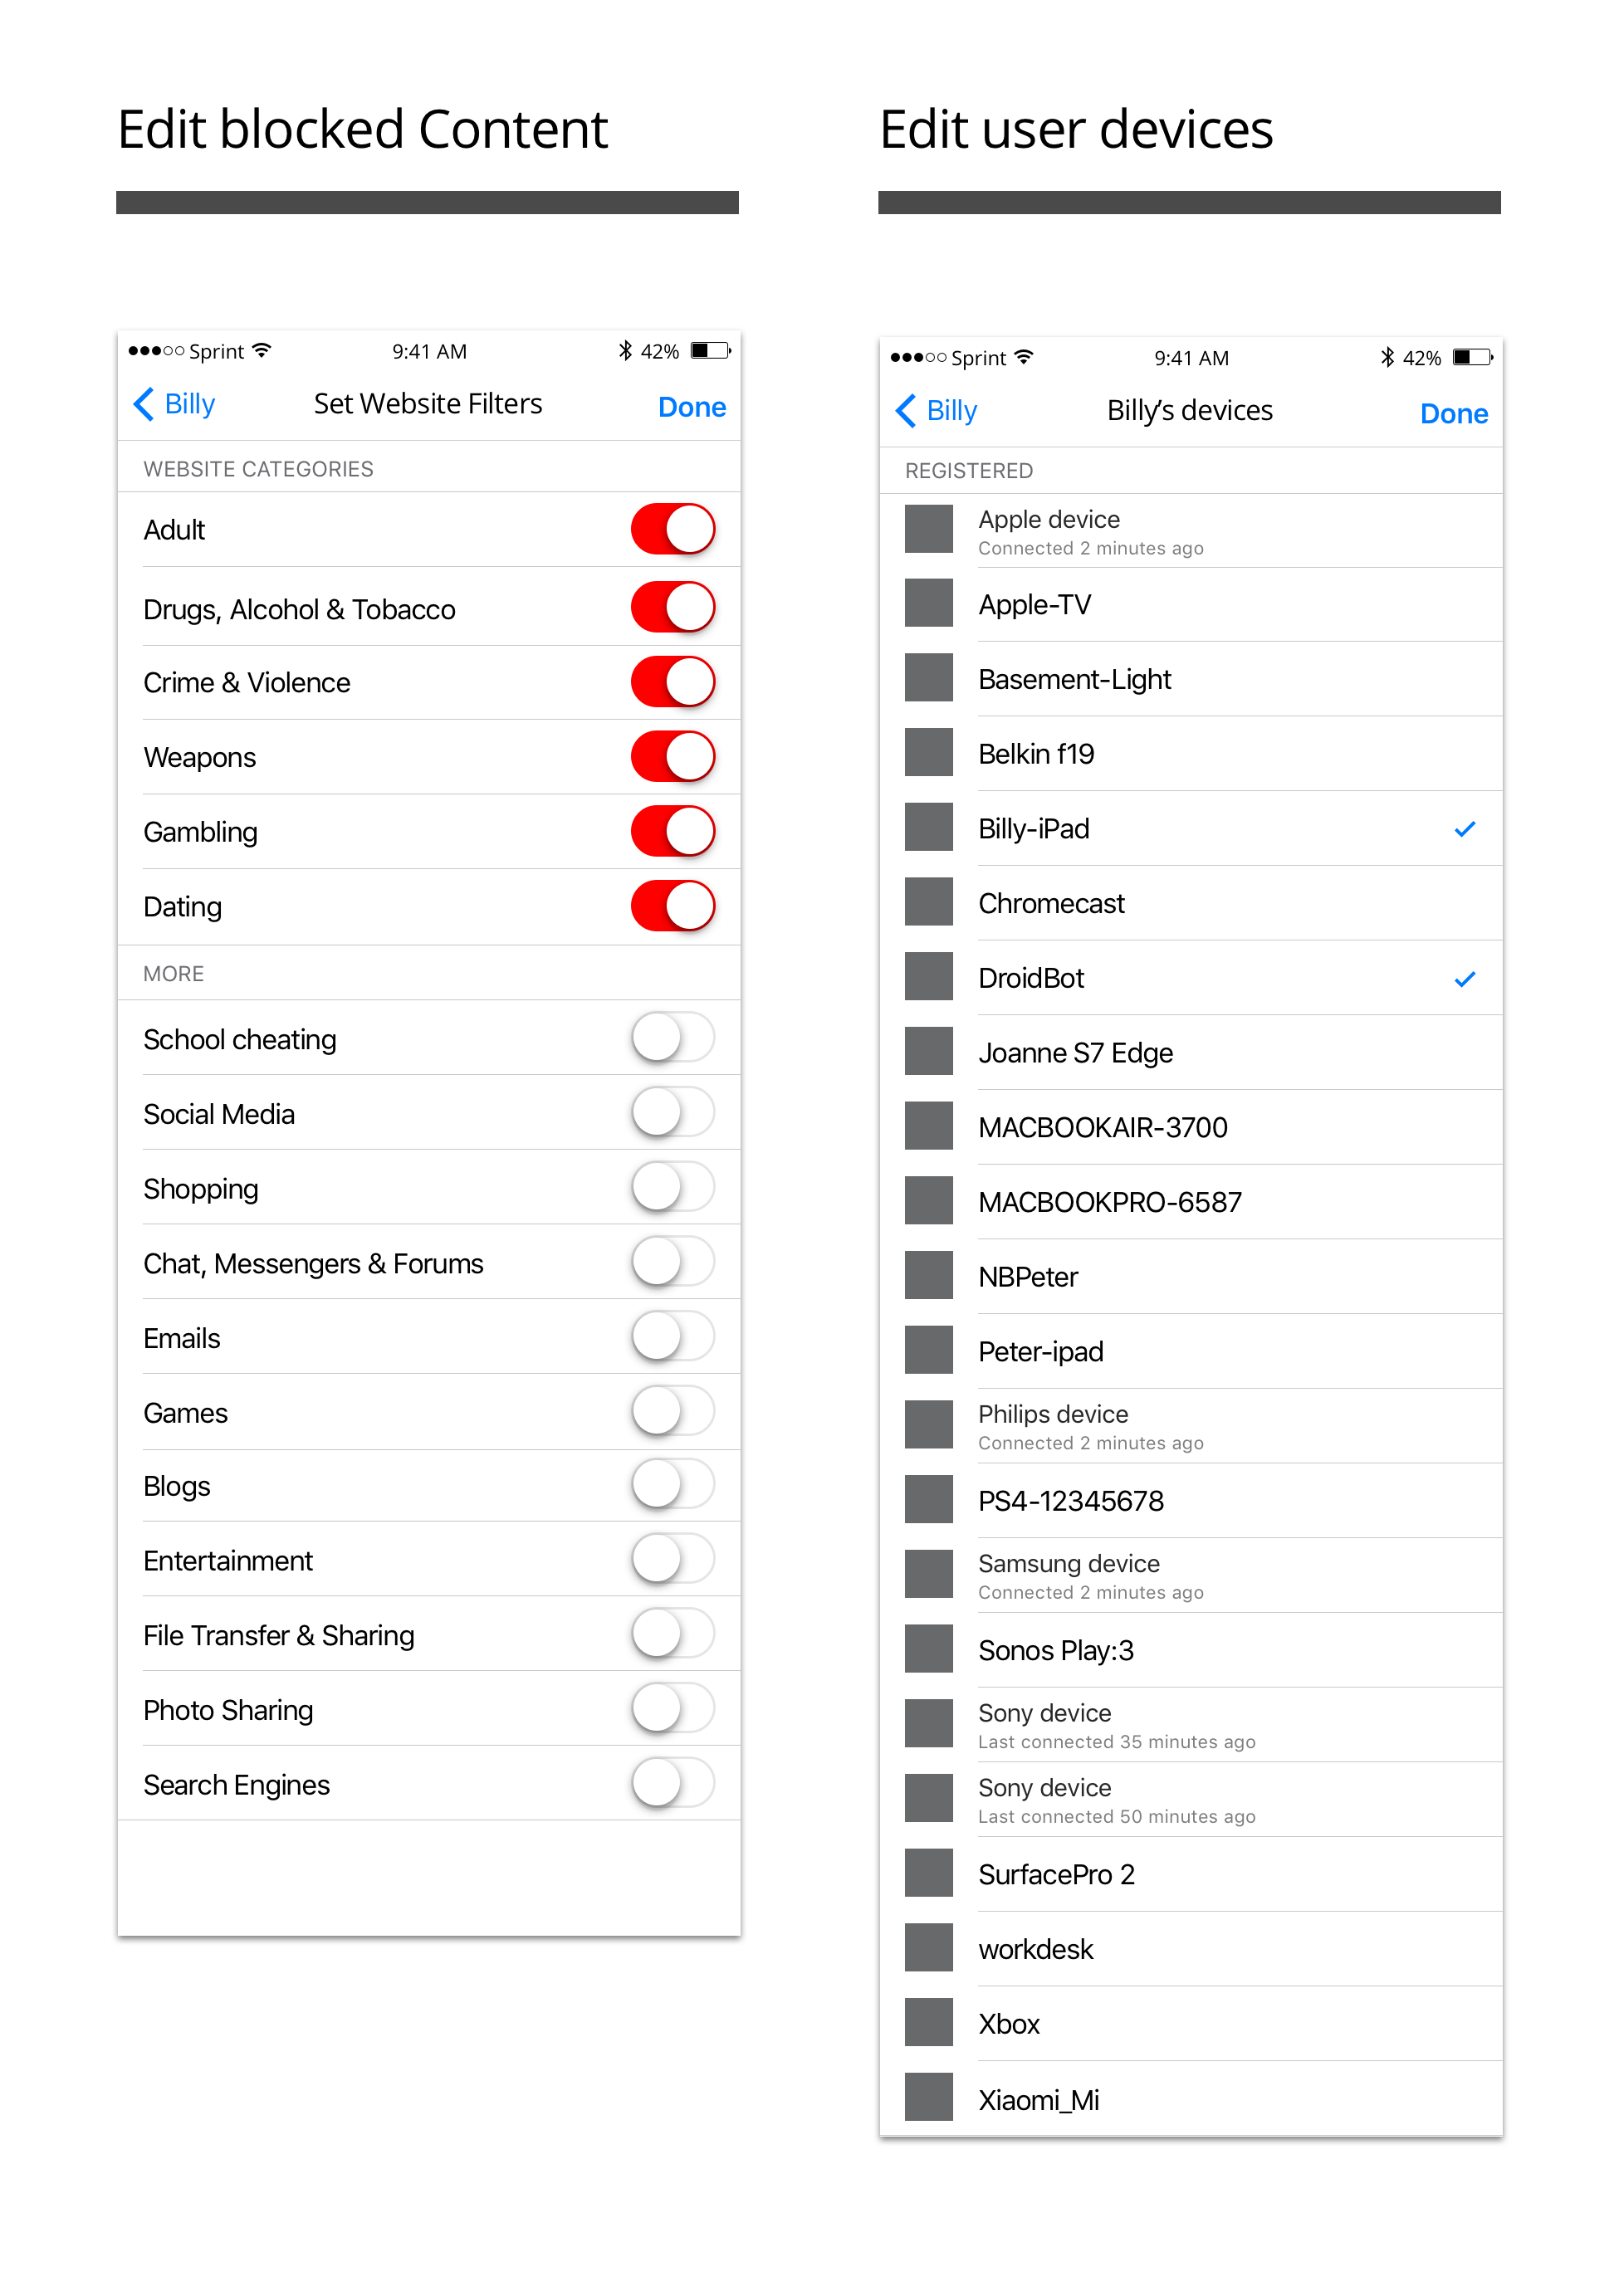 Edit blocked Content
Sprint 9:41 AM 42%
Billy Set Website Filters Done
WEBSITE CATEGORIES
Adult
Drugs, Alcohol & Tobacco
Crime & Violence
Weapons
Gambling
Dating
MORE
School cheating
Social Media
Shopping
Chat, Messengers & Forums
Emails
Games
Blogs
Entertainment
File Transfer & Sharing
Photo Sharing
Search Engines
Edit user devices
Sprint 9:41 AM 42%
Billy Billy’s devices Done
REGISTERED
Apple device
Connected 2 minutes ago
Apple-TV
Basement-Light
Belkin f19
Billy-iPad
Chromecast
DroidBot
Joanne S7 Edge
MACBOOKAIR-3700
MACBOOKPRO-6587
NBPeter
Peter-ipad
Philips device
Connected 2 minutes ago
PS4-12345678
Samsung device
Connected 2 minutes ago
Sonos Play:3
Sony device
Last connected 35 minutes ago
Sony device
Last connected 50 minutes ago
SurfacePro 2
workdesk
Xbox
Xiaomi_Mi